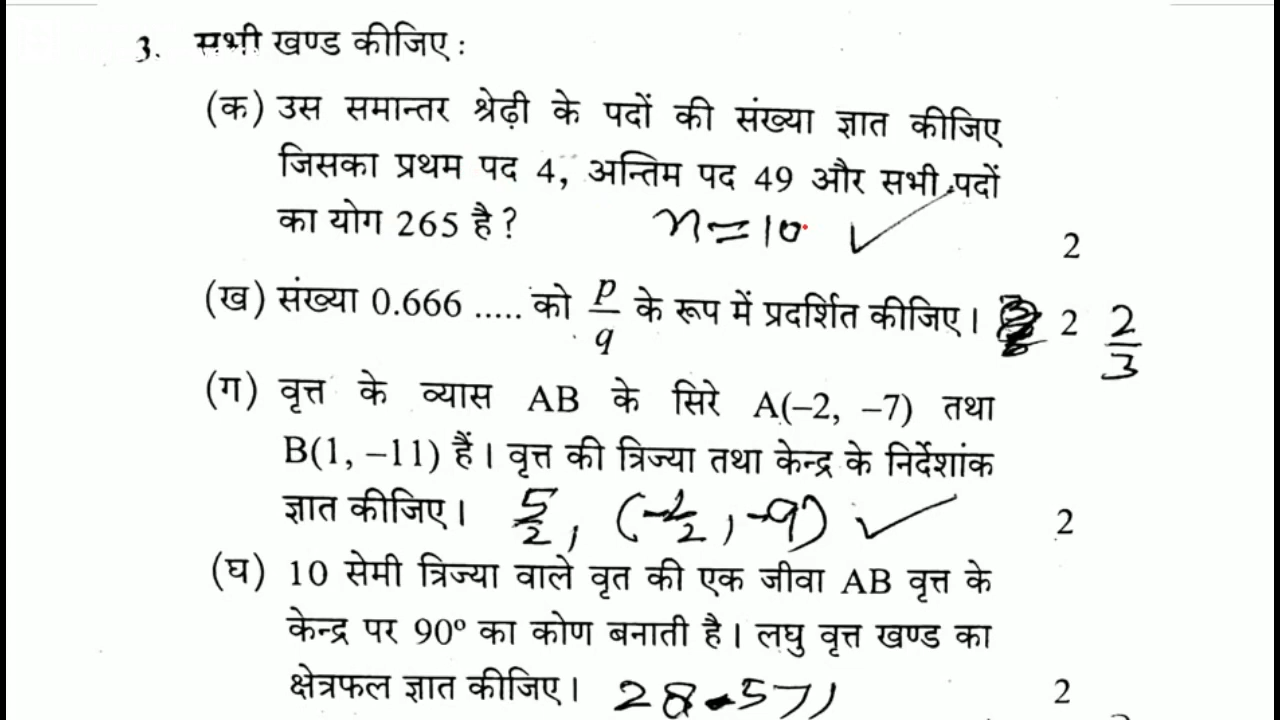 3. सभी खण्ड कीजिए :
(क) उस समान्तर श्रेढ़ी के पदों की संख्या ज्ञात कीजिए
जिसका प्रथम पद 4, अन्तिम पद 49 और सभी पदों
का योग 265 है ? n=10 ✓ 2
(ख) संख्या 0.666 ..... को p/q के रूप में प्रदर्शित कीजिए। 2 2/3
(ग) वृत्त के व्यास AB के सिरे A(–2, –7) तथा
B(1, –11) हैं। वृत्त की त्रिज्या तथा केन्द्र के निर्देशांक
ज्ञात कीजिए। 5/2, (-1/2, -9) ✓ 2
(घ) 10 सेमी त्रिज्या वाले वृत की एक जीवा AB वृत्त के
केन्द्र पर 90° का कोण बनाती है। लघु वृत्त खण्ड का
क्षेत्रफल ज्ञात कीजिए। 28.571 2